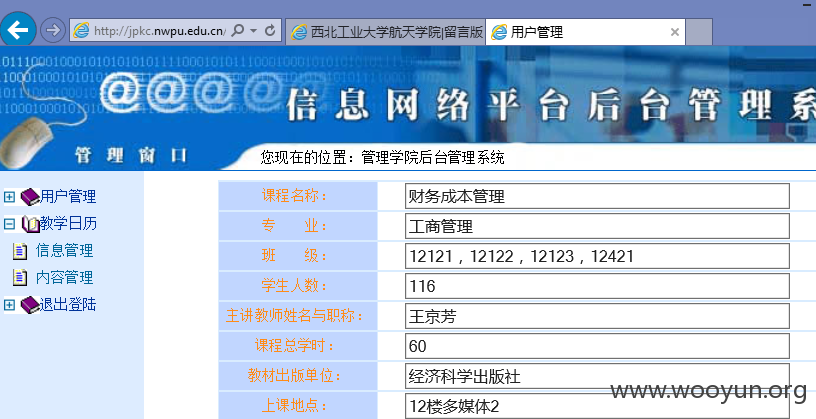 http://jpkc.nwpu.edu.cn/
西北工业大学航天学院|留言版
用户管理
信息网络平台后台管理系
管理窗口
您现在的位置：管理学院后台管理系统
用户管理
教学日历
信息管理
内容管理
退出登陆
课程名称： 财务成本管理
专 业： 工商管理
班 级： 12121，12122，12123，12421
学生人数： 116
主讲教师姓名与职称： 王京芳
课程总学时： 60
教材出版单位： 经济科学出版社
上课地点： 12楼多媒体2
www.wooyun.org